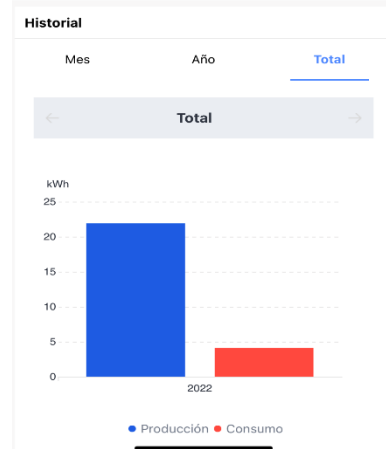 Historial
Mes Año Total
← Total →
kWh
25
20
15
10
5
0
2022
Producción Consumo